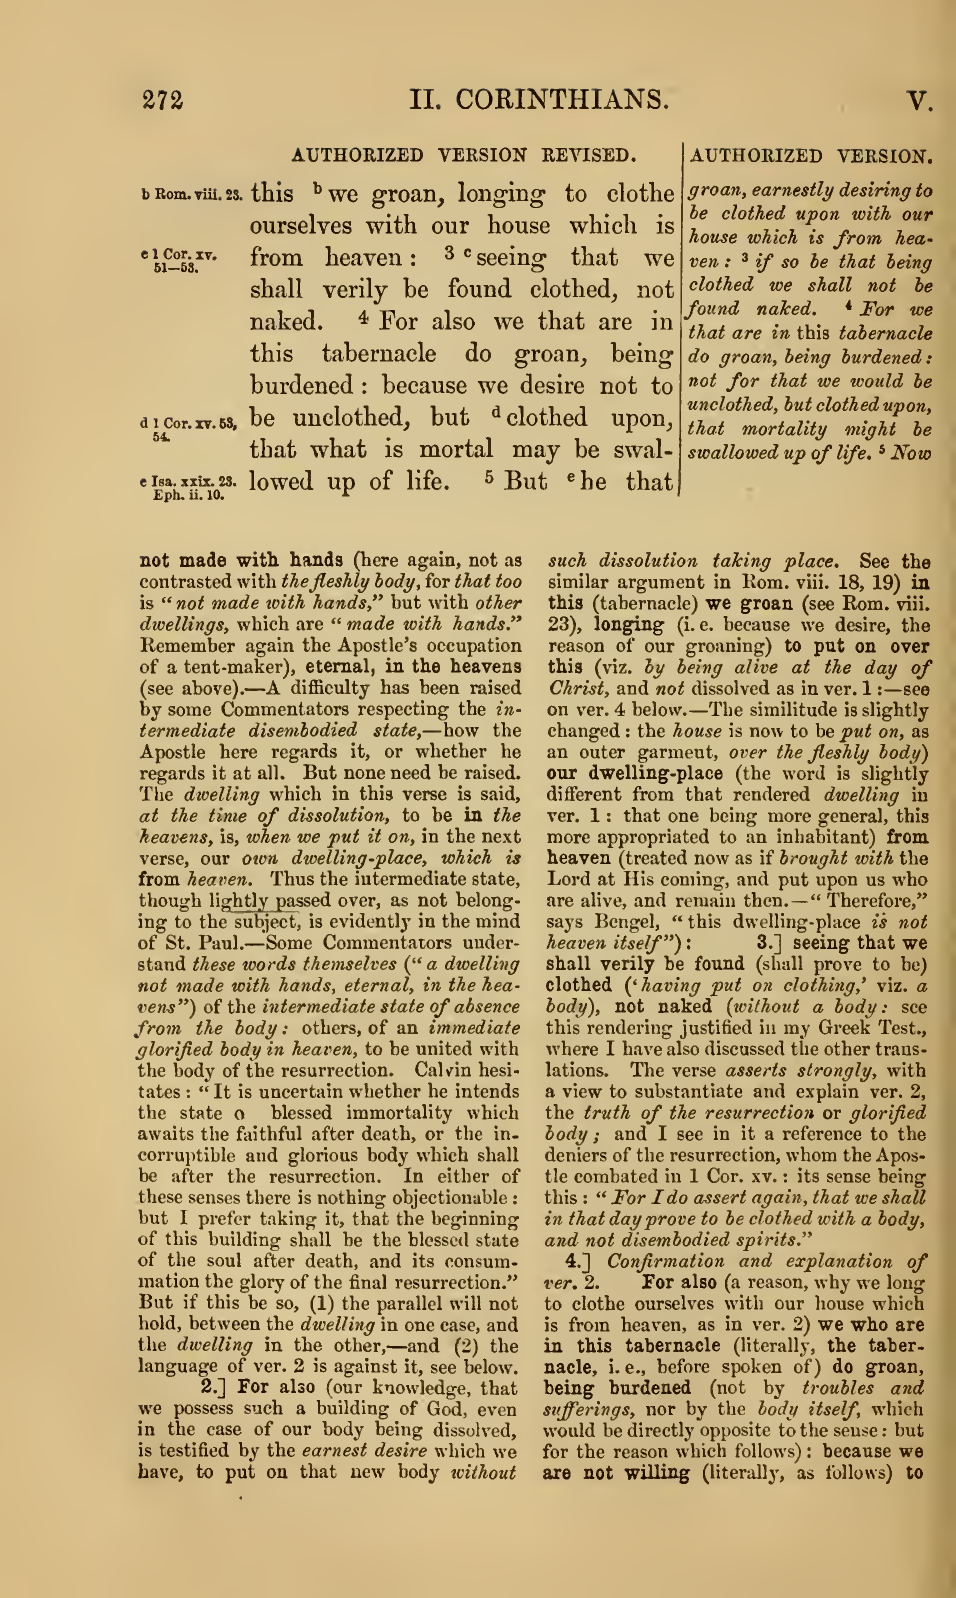 272
II. CORINTHIANS.
V.
AUTHORIZED VERSION REVISED.
b Rom. viii. 23.
this b we groan, longing to clothe
ourselves with our house which is
c 1 Cor. xv.
51—53.
from heaven : 3 c seeing that we
shall verily be found clothed, not
naked. 4 For also we that are in
this tabernacle do groan, being
burdened : because we desire not to
d 1 Cor. xv. 53,
54.
be unclothed, but d clothed upon,
that what is mortal may be swal-
e Isa. xxix. 23.
Eph. ii. 10.
lowed up of life. 5 But e he that
AUTHORIZED VERSION.
groan, earnestly desiring to
be clothed upon with our
house which is from hea-
ven : 3 if so be that being
clothed we shall not be
found naked. 4 For we
that are in this tabernacle
do groan, being burdened :
not for that we would be
unclothed, but clothed upon,
that mortality might be
swallowed up of life. 5 Now
not made with hands (here again, not as
contrasted with the fleshly body, for that too
is “ not made with hands,” but with other
dwellings, which are “ made with hands.”
Remember again the Apostle's occupation
of a tent-maker), eternal, in the heavens
(see above).—A difficulty has been raised
by some Commentators respecting the in-
termediate disembodied state,—how the
Apostle here regards it, or whether he
regards it at all. But none need be raised.
The dwelling which in this verse is said,
at the time of dissolution, to be in the
heavens, is, when we put it on, in the next
verse, our own dwelling-place, which is
from heaven. Thus the intermediate state,
though lightly passed over, as not belong-
ing to the subject, is evidently in the mind
of St. Paul.—Some Commentators under-
stand these words themselves (“ a dwelling
not made with hands, eternal, in the hea-
vens”) of the intermediate state of absence
from the body : others, of an immediate
glorified body in heaven, to be united with
the body of the resurrection. Calvin hesi-
tates : “ It is uncertain whether he intends
the state o blessed immortality which
awaits the faithful after death, or the in-
corruptible and glorious body which shall
be after the resurrection. In either of
these senses there is nothing objectionable :
but I prefer taking it, that the beginning
of this building shall be the blessed state
of the soul after death, and its consum-
mation the glory of the final resurrection.”
But if this be so, (1) the parallel will not
hold, between the dwelling in one case, and
the dwelling in the other,—and (2) the
language of ver. 2 is against it, see below.
2.] For also (our knowledge, that
we possess such a building of God, even
in the case of our body being dissolved,
is testified by the earnest desire which we
have, to put on that new body without
such dissolution taking place. See the
similar argument in Rom. viii. 18, 19) in
this (tabernacle) we groan (see Rom. viii.
23), longing (i. e. because we desire, the
reason of our groaning) to put on over
this (viz. by being alive at the day of
Christ, and not dissolved as in ver. 1 :—see
on ver. 4 below.—The similitude is slightly
changed : the house is now to be put on, as
an outer garment, over the fleshly body)
our dwelling-place (the word is slightly
different from that rendered dwelling in
ver. 1 : that one being more general, this
more appropriated to an inhabitant) from
heaven (treated now as if brought with the
Lord at His coming, and put upon us who
are alive, and remain then.—“ Therefore,”
says Bengel, “ this dwelling-place is not
heaven itself”) : 3.] seeing that we
shall verily be found (shall prove to be)
clothed (‘ having put on clothing,’ viz. a
body), not naked (without a body : see
this rendering justified in my Greek Test.,
where I have also discussed the other trans-
lations. The verse asserts strongly, with
a view to substantiate and explain ver. 2,
the truth of the resurrection or glorified
body ; and I see in it a reference to the
deniers of the resurrection, whom the Apos-
tle combated in 1 Cor. xv. : its sense being
this : “ For I do assert again, that we shall
in that day prove to be clothed with a body,
and not disembodied spirits.”
4.] Confirmation and explanation of
ver. 2. For also (a reason, why we long
to clothe ourselves with our house which
is from heaven, as in ver. 2) we who are
in this tabernacle (literally, the taber-
nacle, i. e., before spoken of) do groan,
being burdened (not by troubles and
sufferings, nor by the body itself, which
would be directly opposite to the sense : but
for the reason which follows) : because we
are not willing (literally, as follows) to